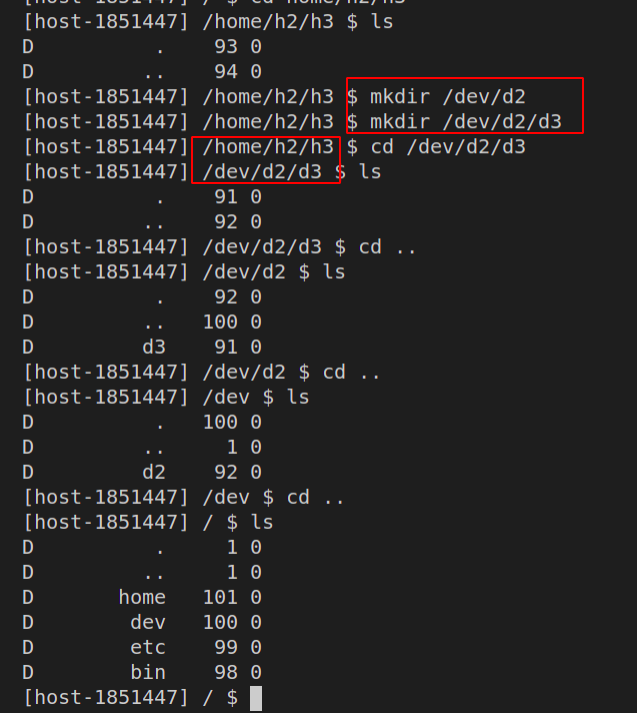 [host-1851447] / $ cd home/h2/h3
[host-1851447] /home/h2/h3 $ ls
D          .    93 0
D          ..   94 0
[host-1851447] /home/h2/h3 $ mkdir /dev/d2
[host-1851447] /home/h2/h3 $ mkdir /dev/d2/d3
[host-1851447] /home/h2/h3 $ cd /dev/d2/d3
[host-1851447] /dev/d2/d3 $ ls
D          .    91 0
D          ..   92 0
[host-1851447] /dev/d2/d3 $ cd ..
[host-1851447] /dev/d2 $ ls
D          .    92 0
D          ..   100 0
D          d3   91 0
[host-1851447] /dev/d2 $ cd ..
[host-1851447] /dev $ ls
D          .   100 0
D          ..    1 0
D          d2   92 0
[host-1851447] /dev $ cd ..
[host-1851447] / $ ls
D          .     1 0
D          ..    1 0
D        home   101 0
D         dev   100 0
D         etc   99 0
D         bin   98 0
[host-1851447] / $